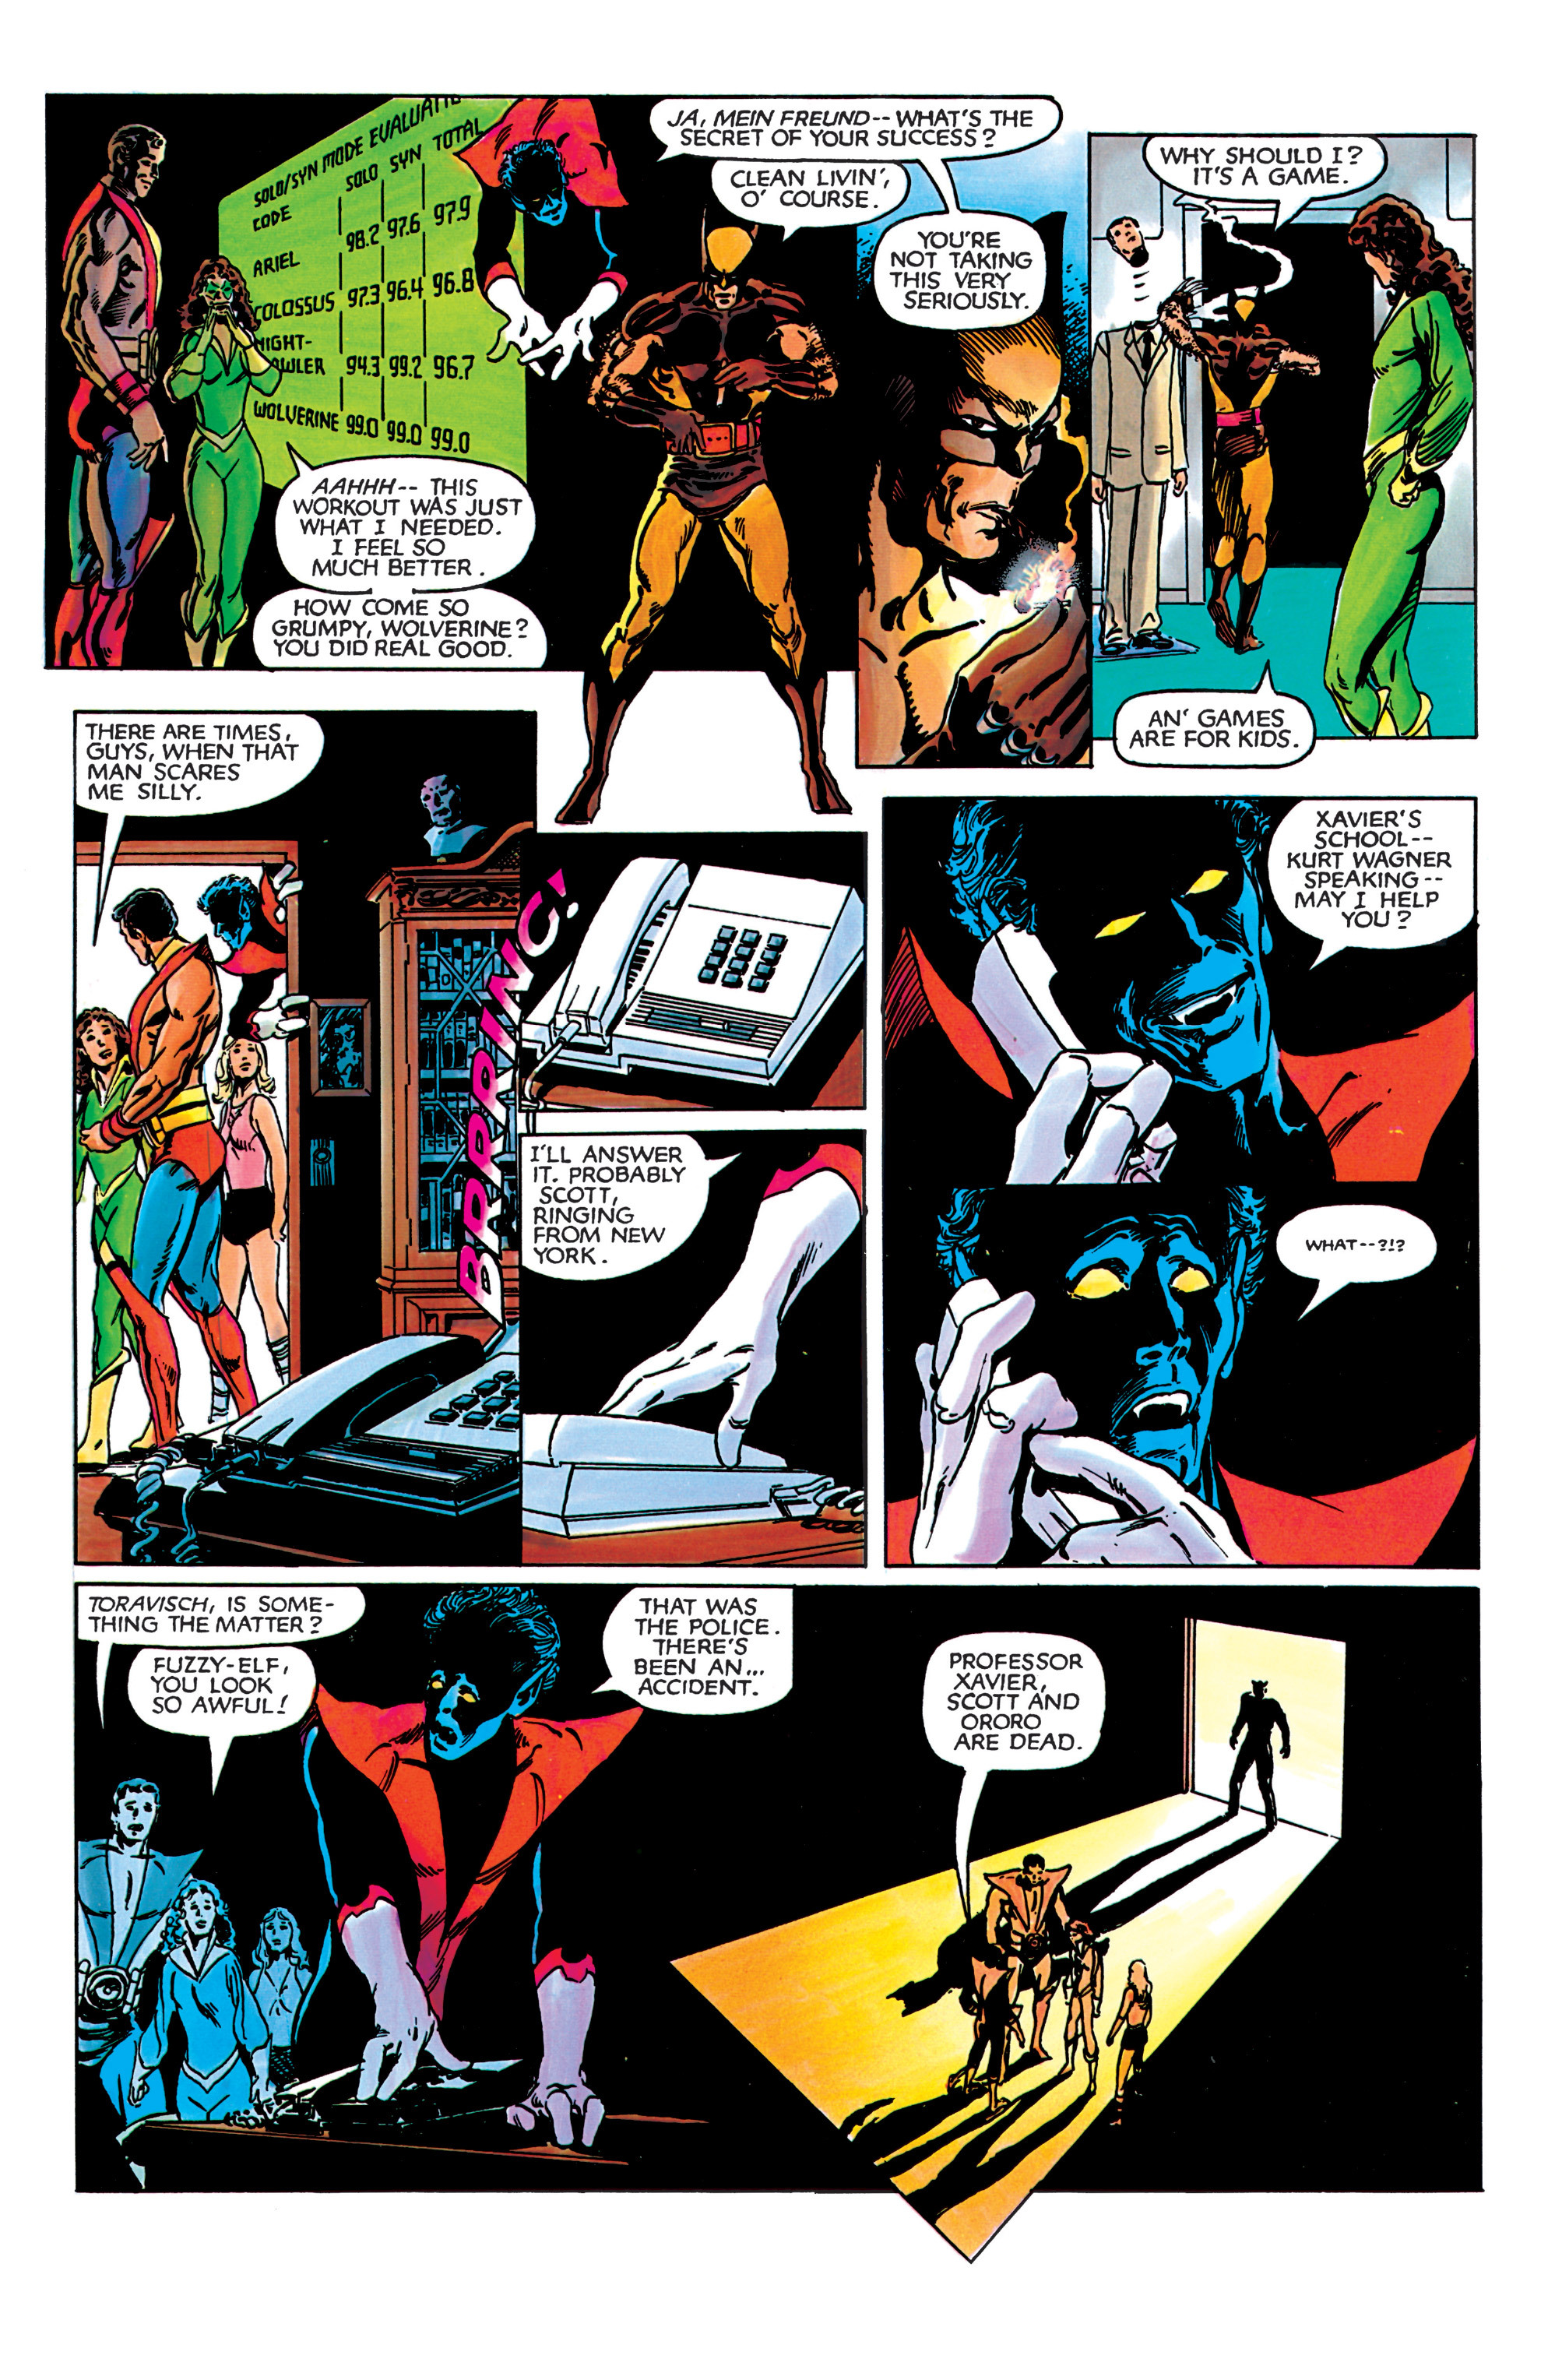 SOLO/SYN MODE EVALUATIO
CODE SOLO SYN TOTAL
ARIEL 98.2 97.6 97.9
COLOSSUS 97.3 96.4 96.8
NIGHT-
AWLER 94.3 99.2 96.7
WOLVERINE 99.0 99.0 99.0
AAHHH-- THIS
WORKOUT WAS JUST
WHAT I NEEDED.
I FEEL SO
MUCH BETTER.
HOW COME SO
GRUMPY, WOLVERINE?
YOU DID REAL GOOD.
JA, MEIN FREUND-- WHAT'S THE
SECRET OF YOUR SUCCESS?
CLEAN LIVIN',
O' COURSE.
YOU'RE
NOT TAKING
THIS VERY
SERIOUSLY.
WHY SHOULD I?
IT'S A GAME.
AN' GAMES
ARE FOR KIDS.
THERE ARE TIMES,
GUYS, WHEN THAT
MAN SCARES
ME SILLY.
BRRRING!
I'LL ANSWER
IT. PROBABLY
SCOTT,
RINGING
FROM NEW
YORK.
XAVIER'S
SCHOOL--
KURT WAGNER
SPEAKING--
MAY I HELP
YOU?
WHAT--?!?
TORAVISCH, IS SOME-
THING THE MATTER?
FUZZY-ELF,
YOU LOOK
SO AWFUL!
THAT WAS
THE POLICE.
THERE'S
BEEN AN...
ACCIDENT.
PROFESSOR
XAVIER,
SCOTT AND
ORORO
ARE DEAD.